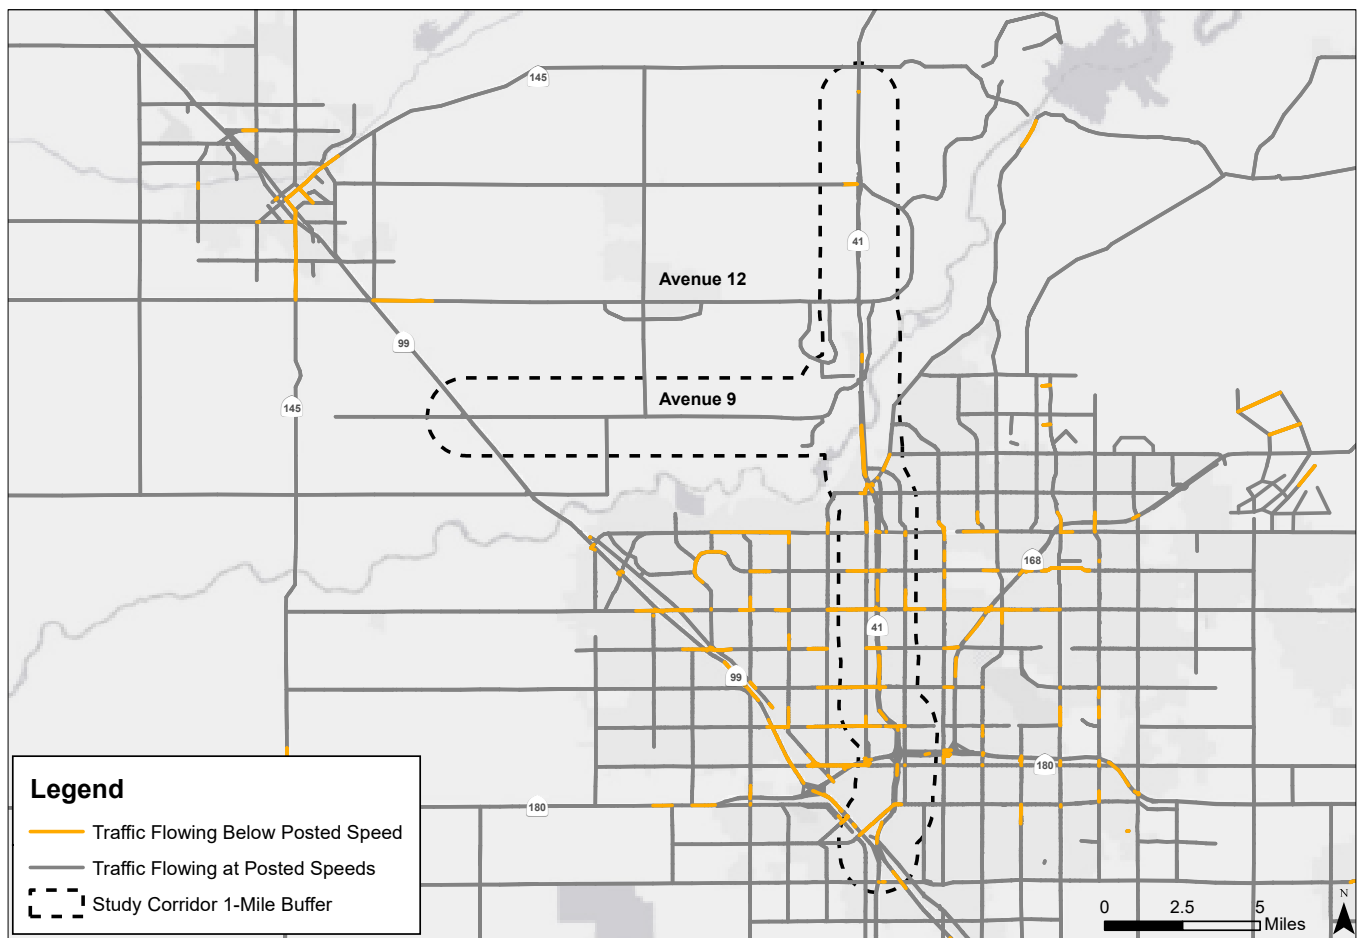 145
41
Avenue 12
99
145
Avenue 9
168
41
99
180
180
Legend
Traffic Flowing Below Posted Speed
Traffic Flowing at Posted Speeds
Study Corridor 1-Mile Buffer
0 2.5 5
Miles
N